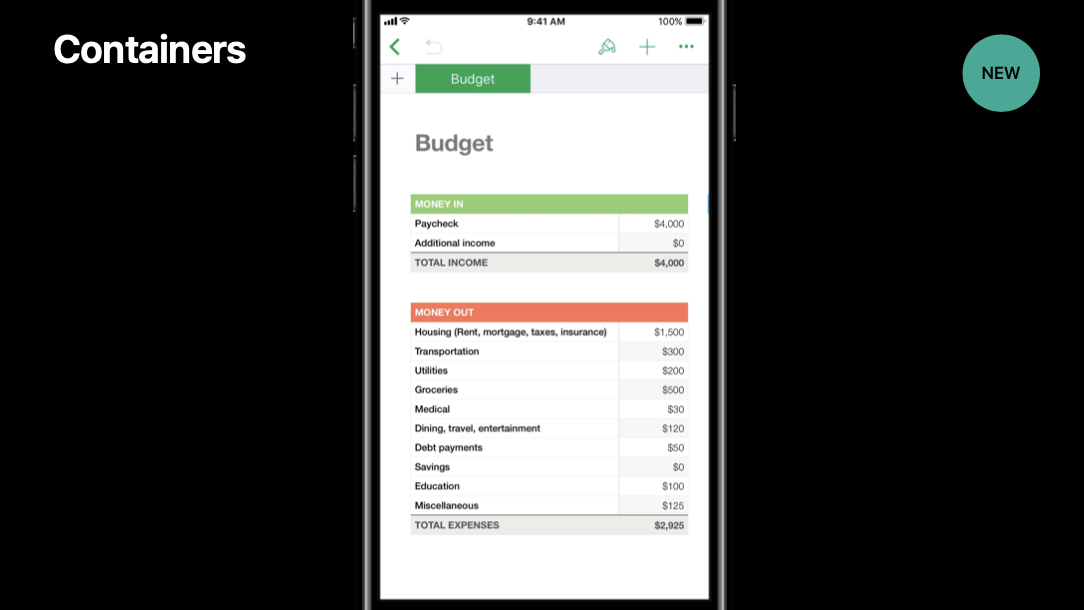 Containers
NEW
9:41 AM
100%
Budget
Budget
MONEY IN
Paycheck $4,000
Additional income $0
TOTAL INCOME $4,000
MONEY OUT
Housing (Rent, mortgage, taxes, insurance) $1,500
Transportation $300
Utilities $200
Groceries $500
Medical $30
Dining, travel, entertainment $120
Debt payments $50
Savings $0
Education $100
Miscellaneous $125
TOTAL EXPENSES $2,925